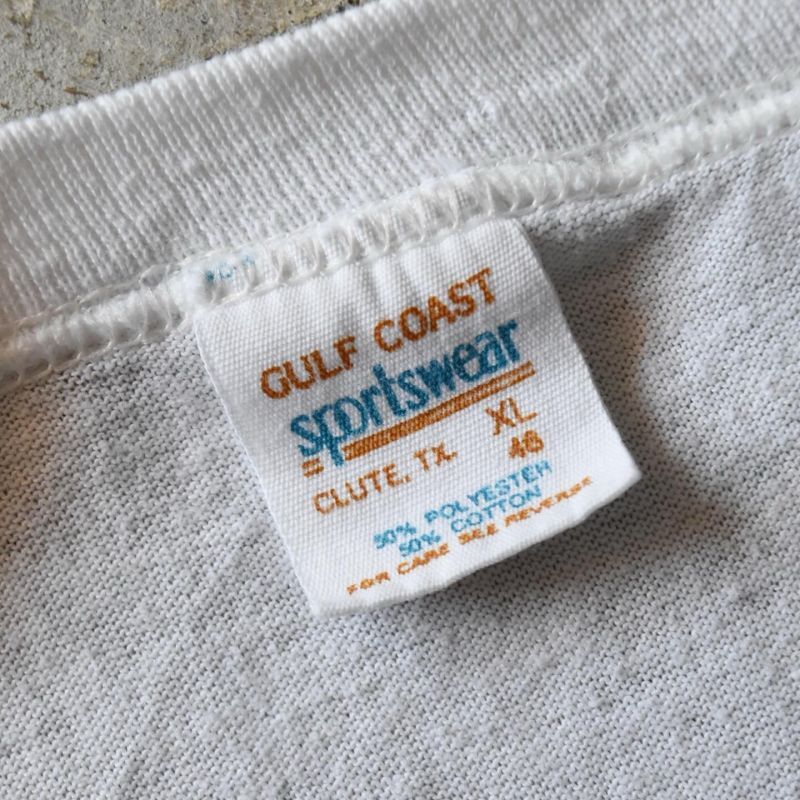 GULF COAST
sportswear
CLUTE, TX. XL
46
50% POLYESTER
50% COTTON
FOR CARE SEE REVERSE